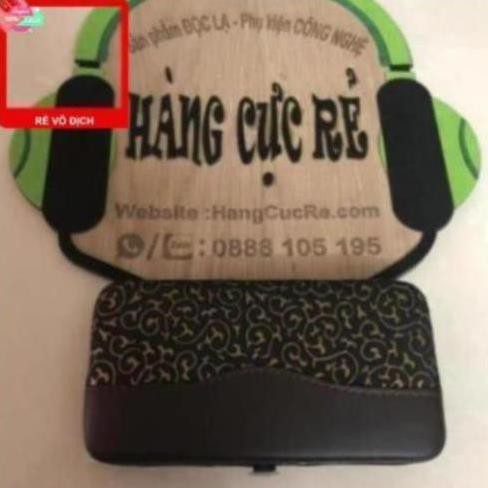 RẺ VÔ ĐỊCH
Sản phẩm ĐỘC LẠ - Phụ kiện CÔNG NGHỆ
HÀNG CỰC RẺ
Website :HangCucRe.com
/ Zalo : 0888 105 195